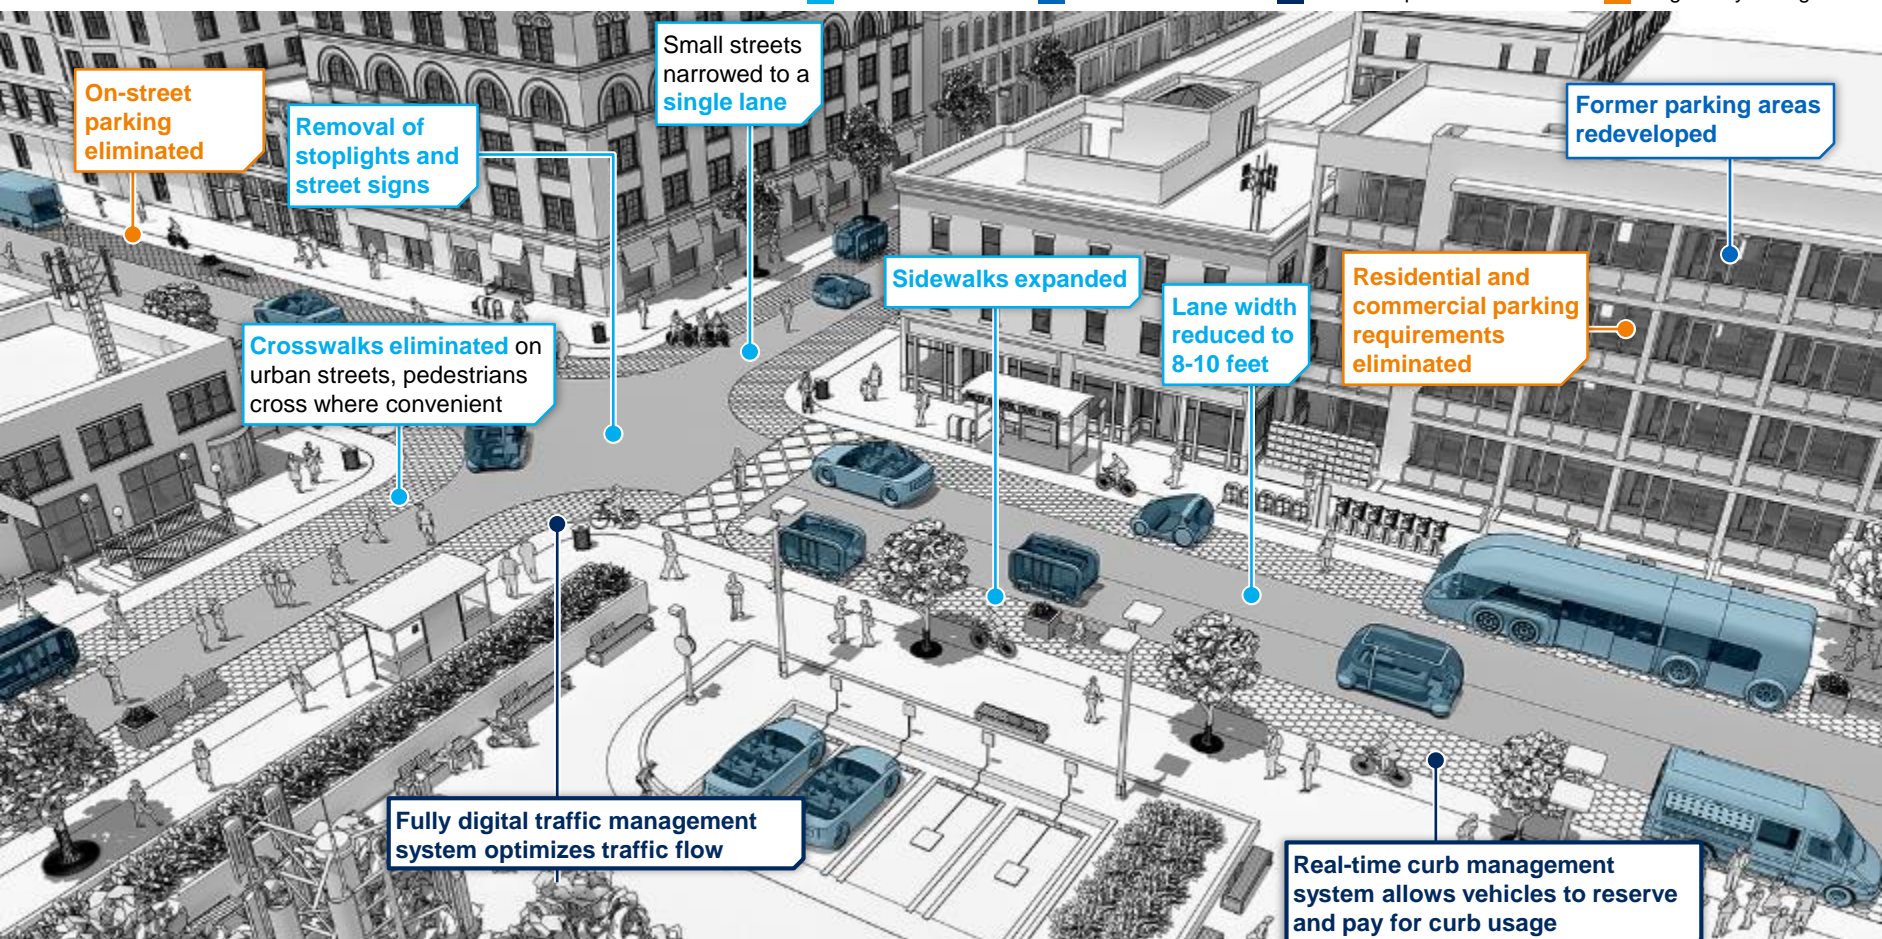 On-street
parking
eliminated
Removal of
stoplights and
street signs
Small streets
narrowed to a
single lane
Former parking areas
redeveloped
Sidewalks expanded
Lane width
reduced to
8-10 feet
Residential and
commercial parking
requirements
eliminated
Crosswalks eliminated on
urban streets, pedestrians
cross where convenient
Fully digital traffic management
system optimizes traffic flow
Real-time curb management
system allows vehicles to reserve
and pay for curb usage